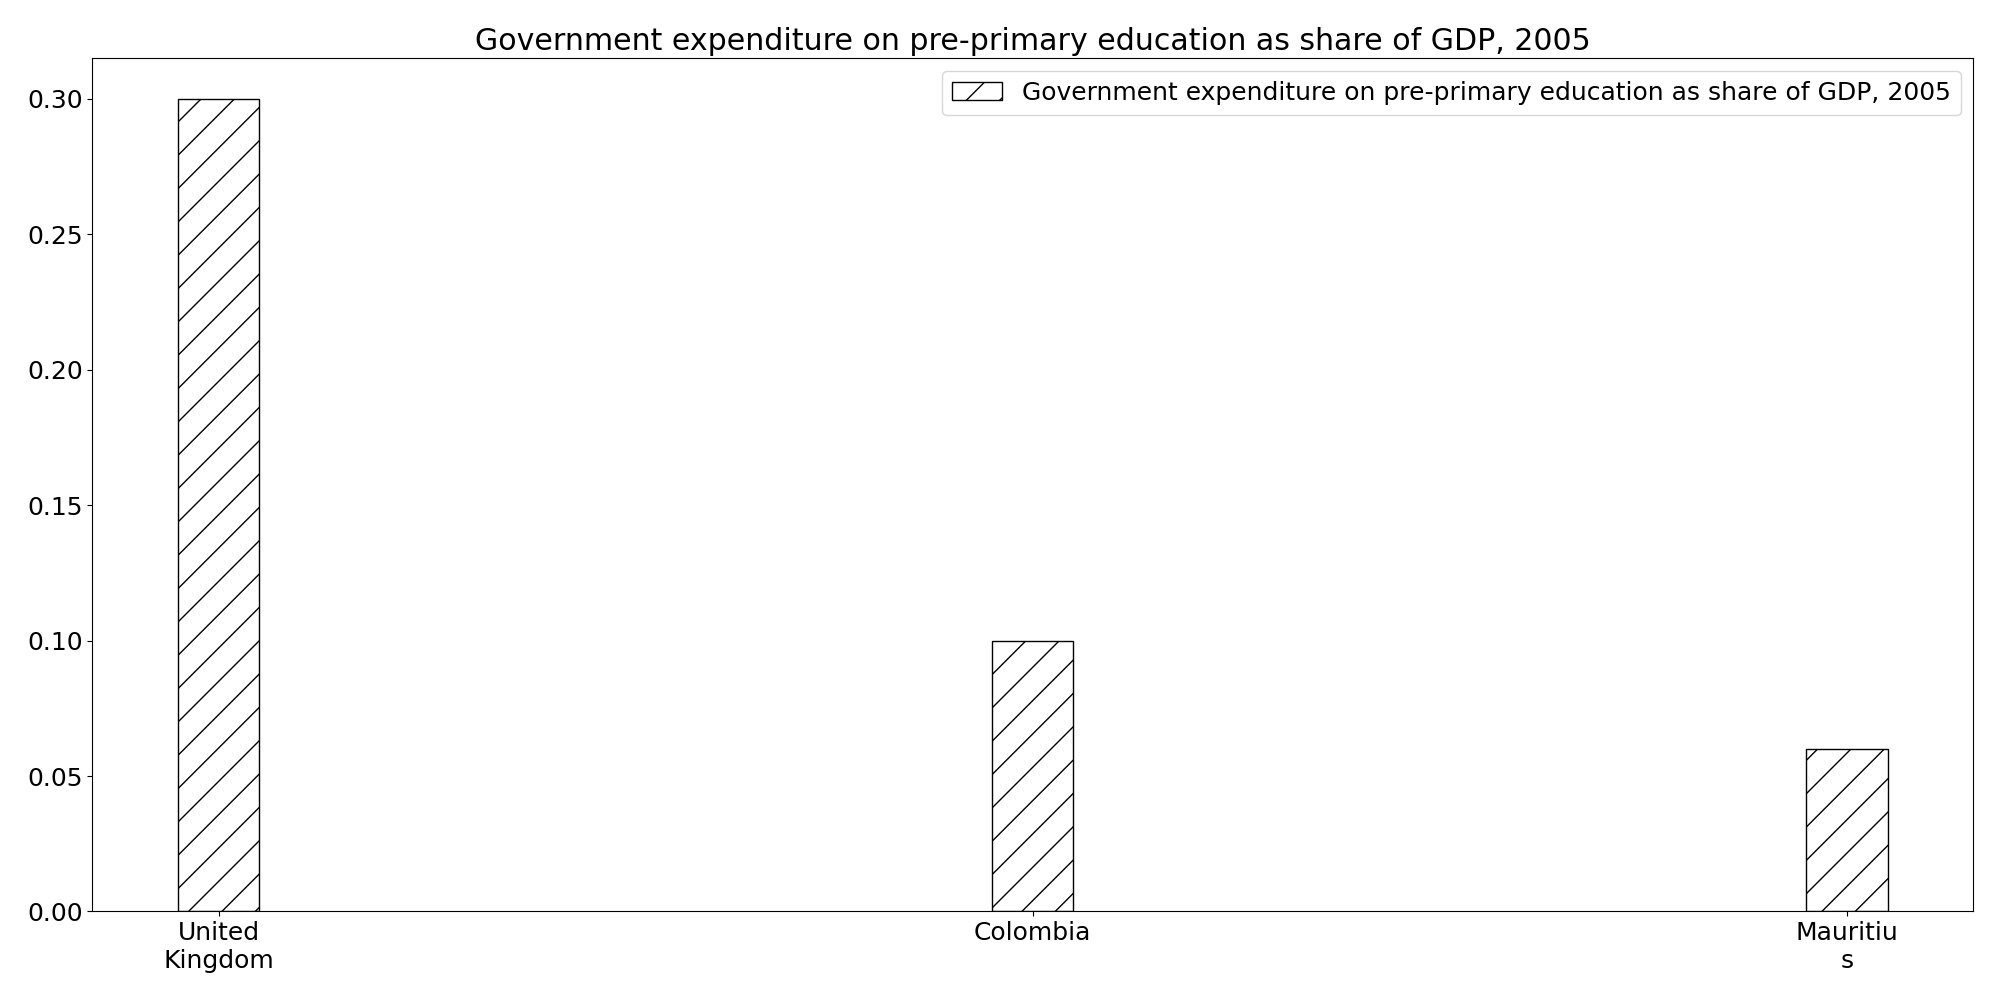 Government expenditure on pre-primary education as share of GDP, 2005
Government expenditure on pre-primary education as share of GDP, 2005
0.30
0.25
0.20
0.15
0.10
0.05
0.00
United
Kingdom
Colombia
Mauritiu
s